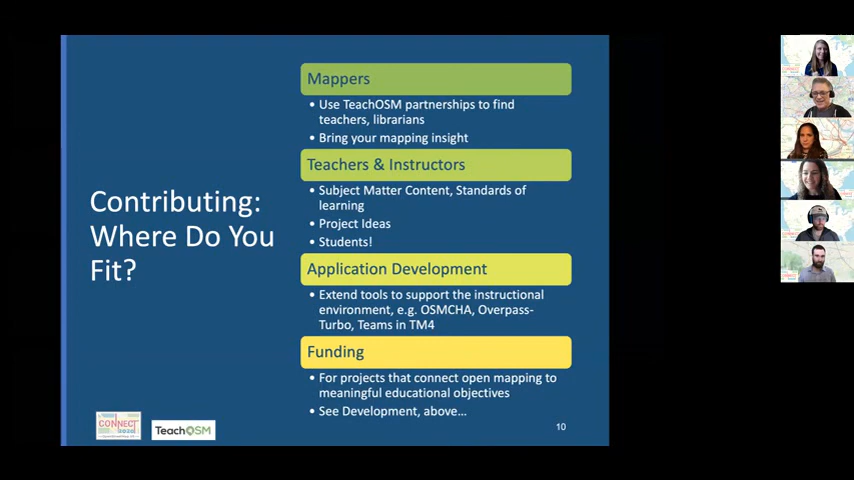 Contributing:
Where Do You
Fit?
Mappers
• Use TeachOSM partnerships to find
teachers, librarians
• Bring your mapping insight
Teachers & Instructors
• Subject Matter Content, Standards of
learning
• Project Ideas
• Students!
Application Development
• Extend tools to support the instructional
environment, e.g. OSMCHA, Overpass-
Turbo, Teams in TM4
Funding
• For projects that connect open mapping to
meaningful educational objectives
• See Development, above...
CONNECT
2020
TeachOSM
10